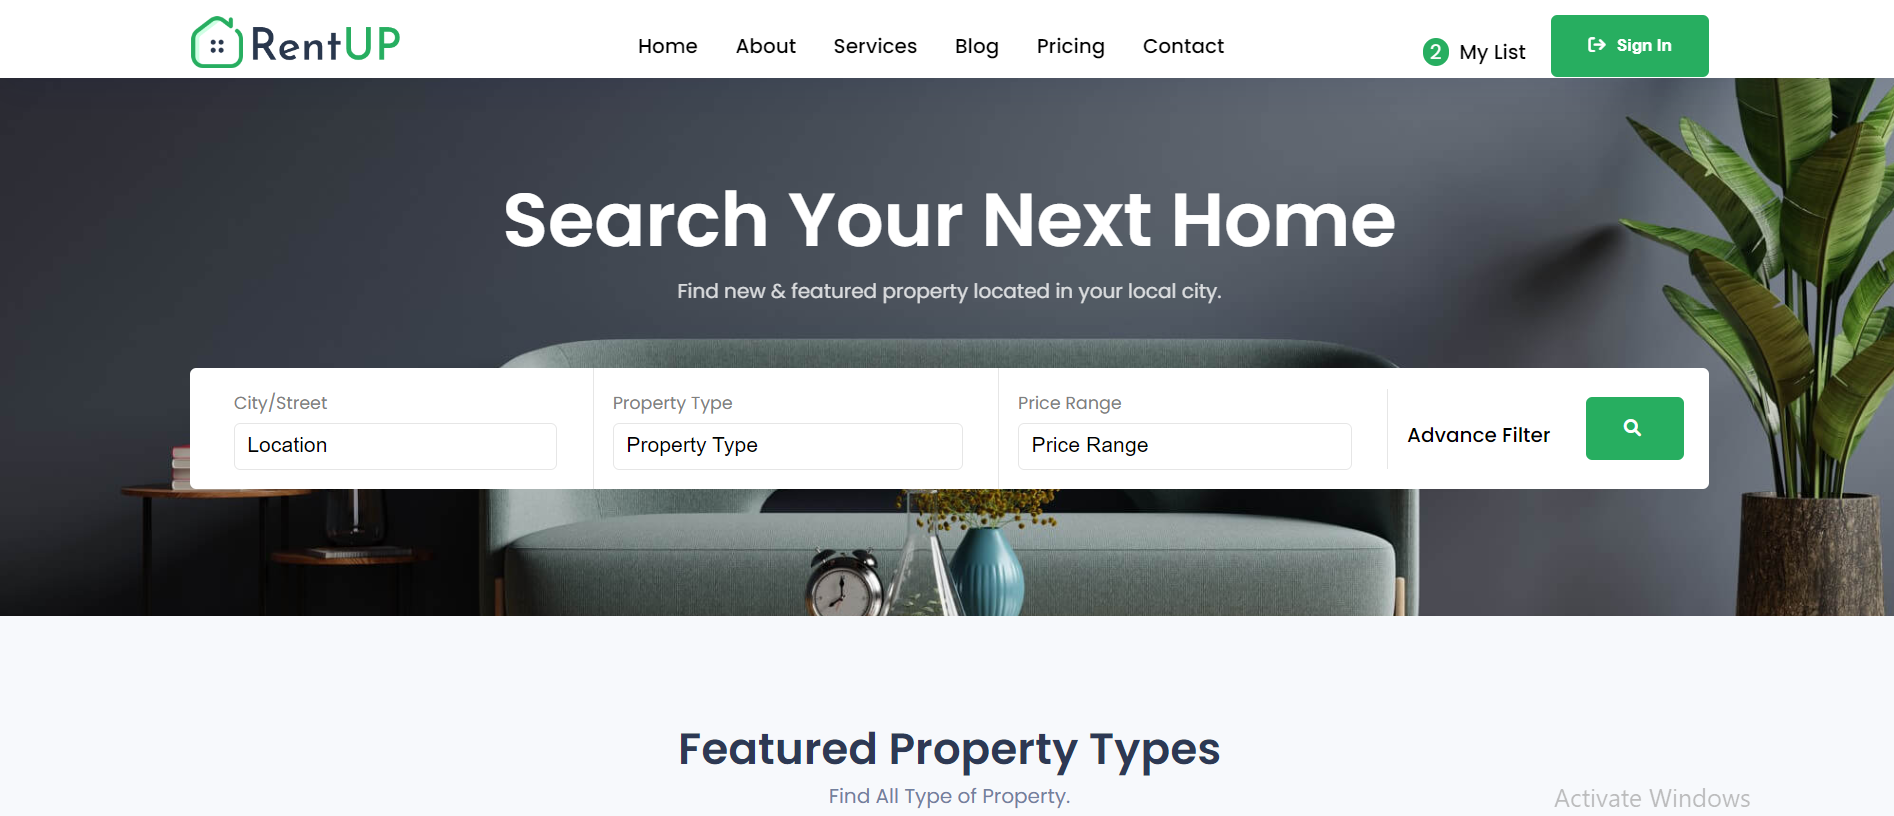 RentUP
Home About Services Blog Pricing Contact
2 My List
Sign In
Search Your Next Home
Find new & featured property located in your local city.
City/Street Property Type Price Range
Location Property Type Price Range
Advance Filter
Featured Property Types
Find All Type of Property.
Activate Windows